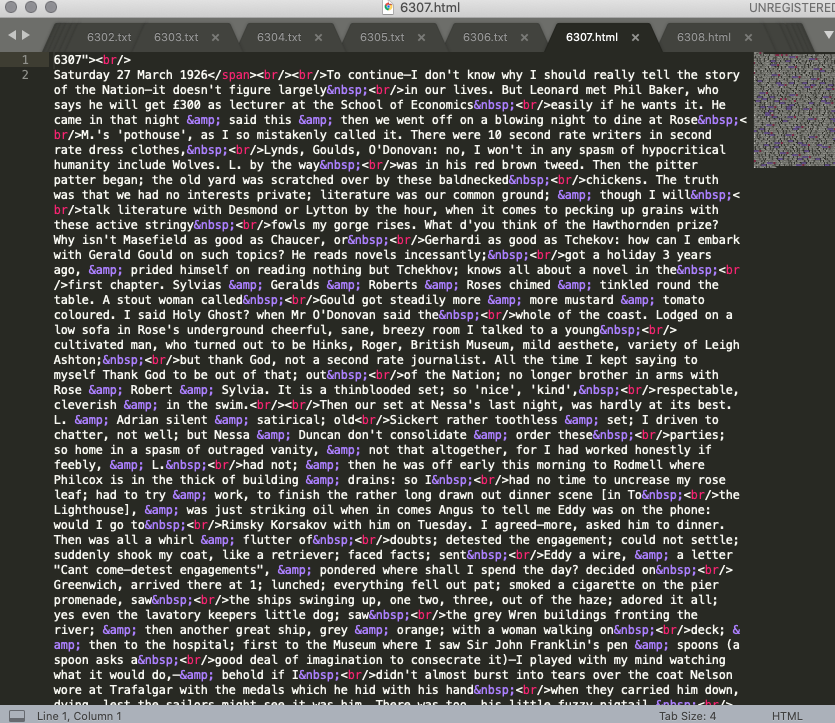 6307.html
UNREGISTERED
6302.txt 6303.txt × 6304.txt × 6305.txt × 6306.txt × 6307.html × 6308.html ×
1 6307"><br/>
2 Saturday 27 March 1926</span><br/><br/>To continue—I don't know why I should really tell the story
of the Nation—it doesn't figure largely&nbsp;<br/>in our lives. But Leonard met Phil Baker, who
says he will get £300 as lecturer at the School of Economics&nbsp;<br/>easily if he wants it. He
came in that night &amp; said this &amp; then we went off on a blowing night to dine at Rose&nbsp;<
br/>M.'s 'pothouse', as I so mistakenly called it. There were 10 second rate writers in second
rate dress clothes,&nbsp;<br/>Lynds, Goulds, O'Donovan: no, I won't in any spasm of hypocritical
humanity include Wolves. L. by the way&nbsp;<br/>was in his red brown tweed. Then the pitter
patter began; the old yard was scratched over by these baldnecked&nbsp;<br/>chickens. The truth
was that we had no interests private; literature was our common ground; &amp; though I will&nbsp;<
br/>talk literature with Desmond or Lytton by the hour, when it comes to pecking up grains with
these active stringy&nbsp;<br/>fowls my gorge rises. What d'you think of the Hawthornden prize?
Why isn't Masefield as good as Chaucer, or&nbsp;<br/>Gerhardi as good as Tchekov: how can I embark
with Gerald Gould on such topics? He reads novels incessantly;&nbsp;<br/>got a holiday 3 years
ago, &amp; prided himself on reading nothing but Tchekhov; knows all about a novel in the&nbsp;<br
/>first chapter. Sylvias &amp; Geralds &amp; Roberts &amp; Roses chimed &amp; tinkled round the
table. A stout woman called&nbsp;<br/>Gould got steadily more &amp; more mustard &amp; tomato
coloured. I said Holy Ghost? when Mr O'Donovan said the&nbsp;<br/>whole of the coast. Lodged on a
low sofa in Rose's underground cheerful, sane, breezy room I talked to a young&nbsp;<br/>
cultivated man, who turned out to be Hinks, Roger, British Museum, mild aesthete, variety of Leigh
Ashton;&nbsp;<br/>but thank God, not a second rate journalist. All the time I kept saying to
myself Thank God to be out of that; out&nbsp;<br/>of the Nation; no longer brother in arms with
Rose &amp; Robert &amp; Sylvia. It is a thinblooded set; so 'nice', 'kind',&nbsp;<br/>respectable,
cleverish &amp; in the swim.<br/><br/>Then our set at Nessa's last night, was hardly at its best.
L. &amp; Adrian silent &amp; satirical; old<br/>Sickert rather toothless &amp; set; I driven to
chatter, not well; but Nessa &amp; Duncan don't consolidate &amp; order these&nbsp;<br/>parties;
so home in a spasm of outraged vanity, &amp; not that altogether, for I had worked honestly if
feebly, &amp; L.&nbsp;<br/>had not; &amp; then he was off early this morning to Rodmell where
Philcox is in the thick of building &amp; drains: so I&nbsp;<br/>had no time to uncrease my rose
leaf; had to try &amp; work, to finish the rather long drawn out dinner scene [in To&nbsp;<br/>the
Lighthouse], &amp; was just striking oil when in comes Angus to tell me Eddy was on the phone:
would I go to&nbsp;<br/>Rimsky Korsakov with him on Tuesday. I agreed—more, asked him to dinner.
Then was all a whirl &amp; flutter of&nbsp;<br/>doubts; detested the engagement; could not settle;
suddenly shook my coat, like a retriever; faced facts; sent&nbsp;<br/>Eddy a wire, &amp; a letter
"Cant come—detest engagements", &amp; pondered where shall I spend the day? decided on&nbsp;<br/>
Greenwich, arrived there at 1; lunched; everything fell out pat; smoked a cigarette on the pier
promenade, saw&nbsp;<br/>the ships swinging up, one two, three, out of the haze; adored it all;
yes even the lavatory keepers little dog; saw&nbsp;<br/>the grey Wren buildings fronting the
river; &amp; then another great ship, grey &amp; orange; with a woman walking on&nbsp;<br/>deck; &
amp; then to the hospital; first to the Museum where I saw Sir John Franklin's pen &amp; spoons (a
spoon asks a&nbsp;<br/>good deal of imagination to consecrate it)—I played with my mind watching
what it would do,—&amp; behold if I&nbsp;<br/>didn't almost burst into tears over the coat Nelson
wore at Trafalgar with the medals which he hid with his hand&nbsp;<br/>when they carried him down,
dying, lest the sailors might see it was him. There was too, his little fuzzy pigtail,&nbsp;<br/>
Line 1, Column 1
Tab Size: 4
HTML